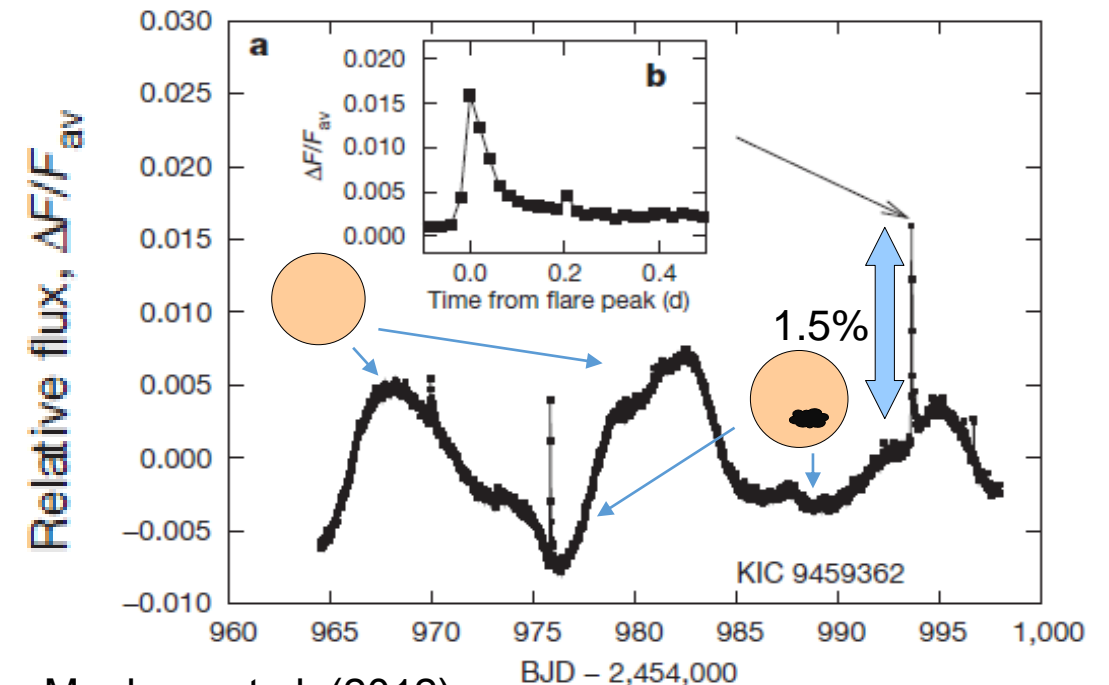 0.030
0.025
0.020
0.015
0.010
0.005
0.000
−0.005
−0.010
Relative flux, ΔF/Fav
a
b
0.020
0.015
0.010
0.005
0.000
ΔF/Fav
0.0 0.2 0.4
Time from flare peak (d)
1.5%
KIC 9459362
960 965 970 975 980 985 990 995 1,000
BJD − 2,454,000